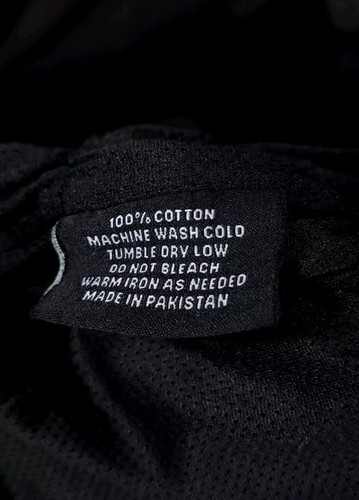 100% COTTON
MACHINE WASH COLD
TUMBLE DRY LOW
DO NOT BLEACH
WARM IRON AS NEEDED
MADE IN PAKISTAN